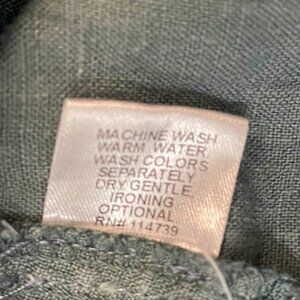 MACHINE WASH
WARM WATER.
WASH COLORS
SEPARATELY
DRY GENTLE.
IRONING
OPTIONAL
RN# 114739